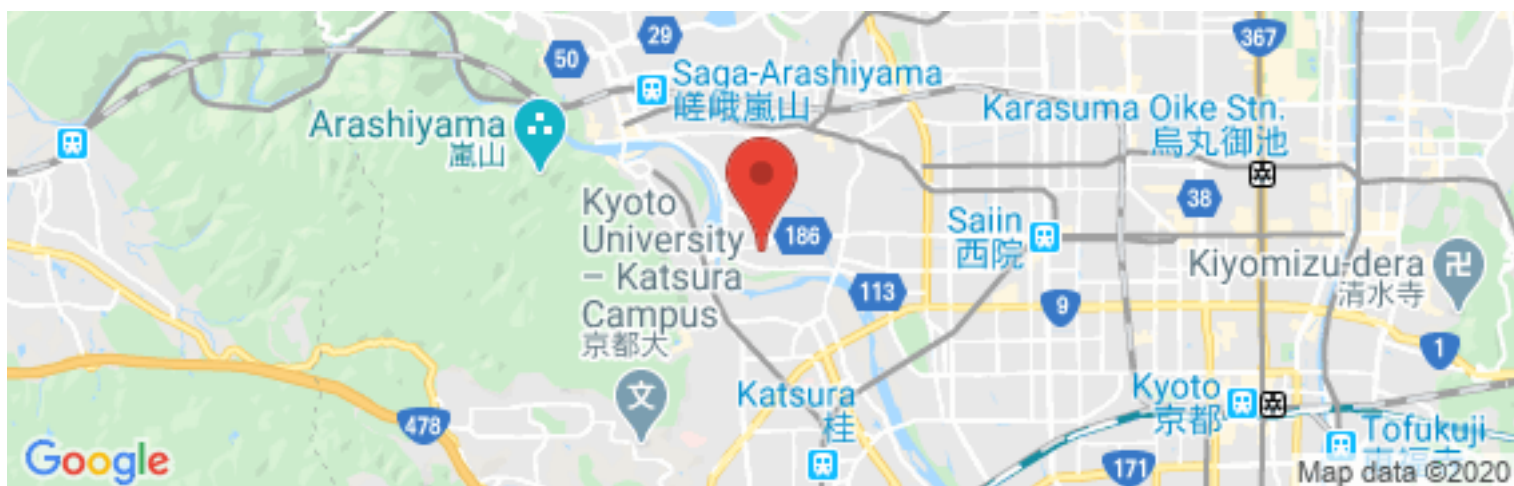 367
29
50
Saga-Arashiyama
嵯峨嵐山
Karasuma Oike Stn.
烏丸御池
Arashiyama
嵐山
38
Kyoto
University
– Katsura
Campus
京都大
186
Saiin
西院
Kiyomizu-dera
清水寺
卍
113
9
1
Katsura
桂
文
Kyoto
京都
478
171
Tofukuji
Google
Map data ©2020